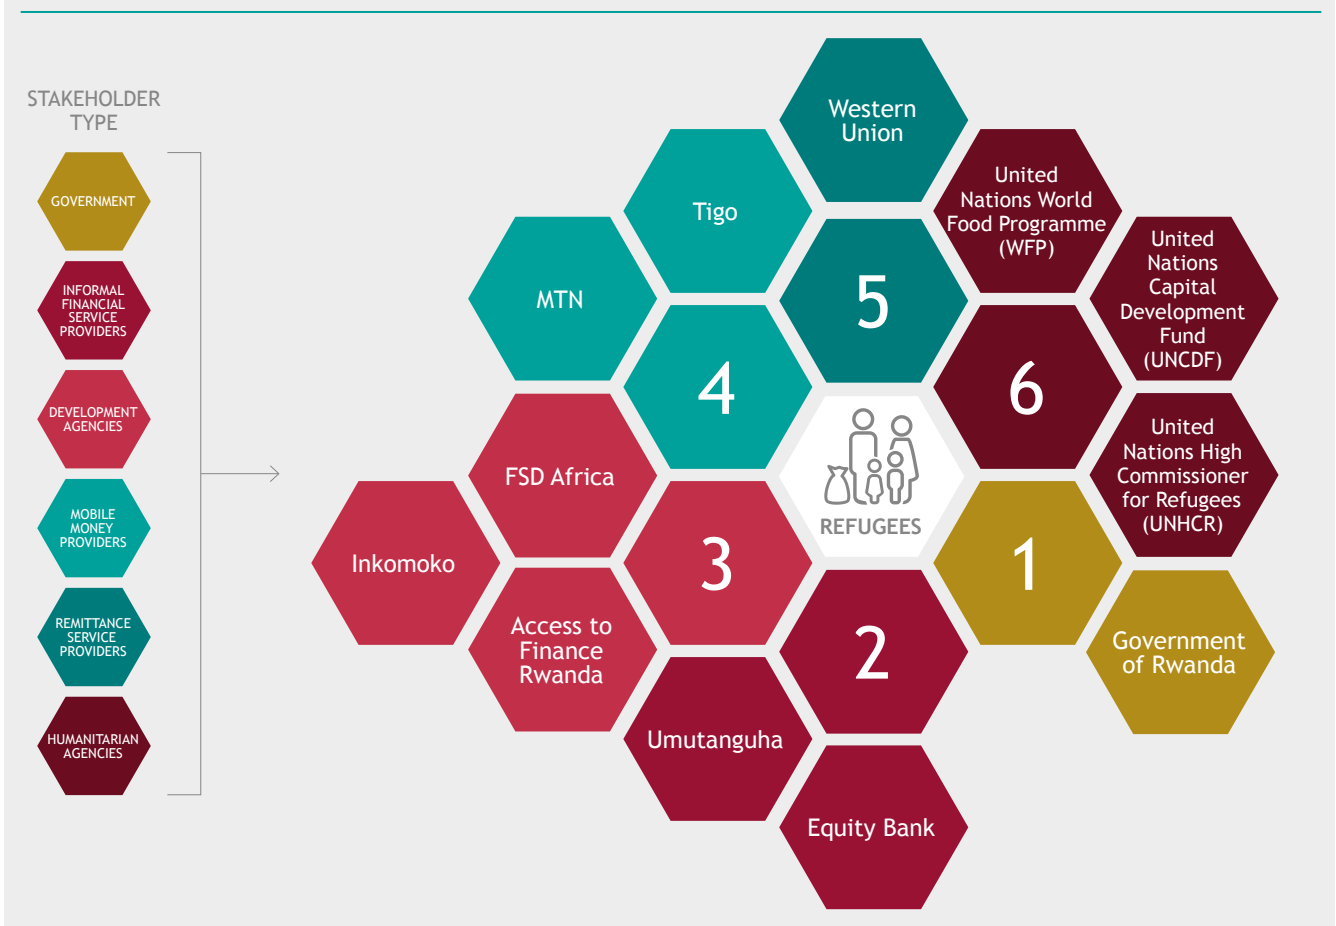 STAKEHOLDER
TYPE
GOVERNMENT
INFORMAL
FINANCIAL
SERVICE
PROVIDERS
DEVELOPMENT
AGENCIES
MOBILE
MONEY
PROVIDERS
REMITTANCE
SERVICE
PROVIDERS
HUMANITARIAN
AGENCIES
Western
Union
Tigo
United
Nations World
Food Programme
(WFP)
MTN
5
United
Nations
Capital
Development
Fund
(UNCDF)
4
6
FSD Africa
REFUGEES
United
Nations High
Commissioner
for Refugees
(UNHCR)
Inkomoko
3
1
Access to
Finance
Rwanda
2
Government
of Rwanda
Umutanguha
Equity Bank